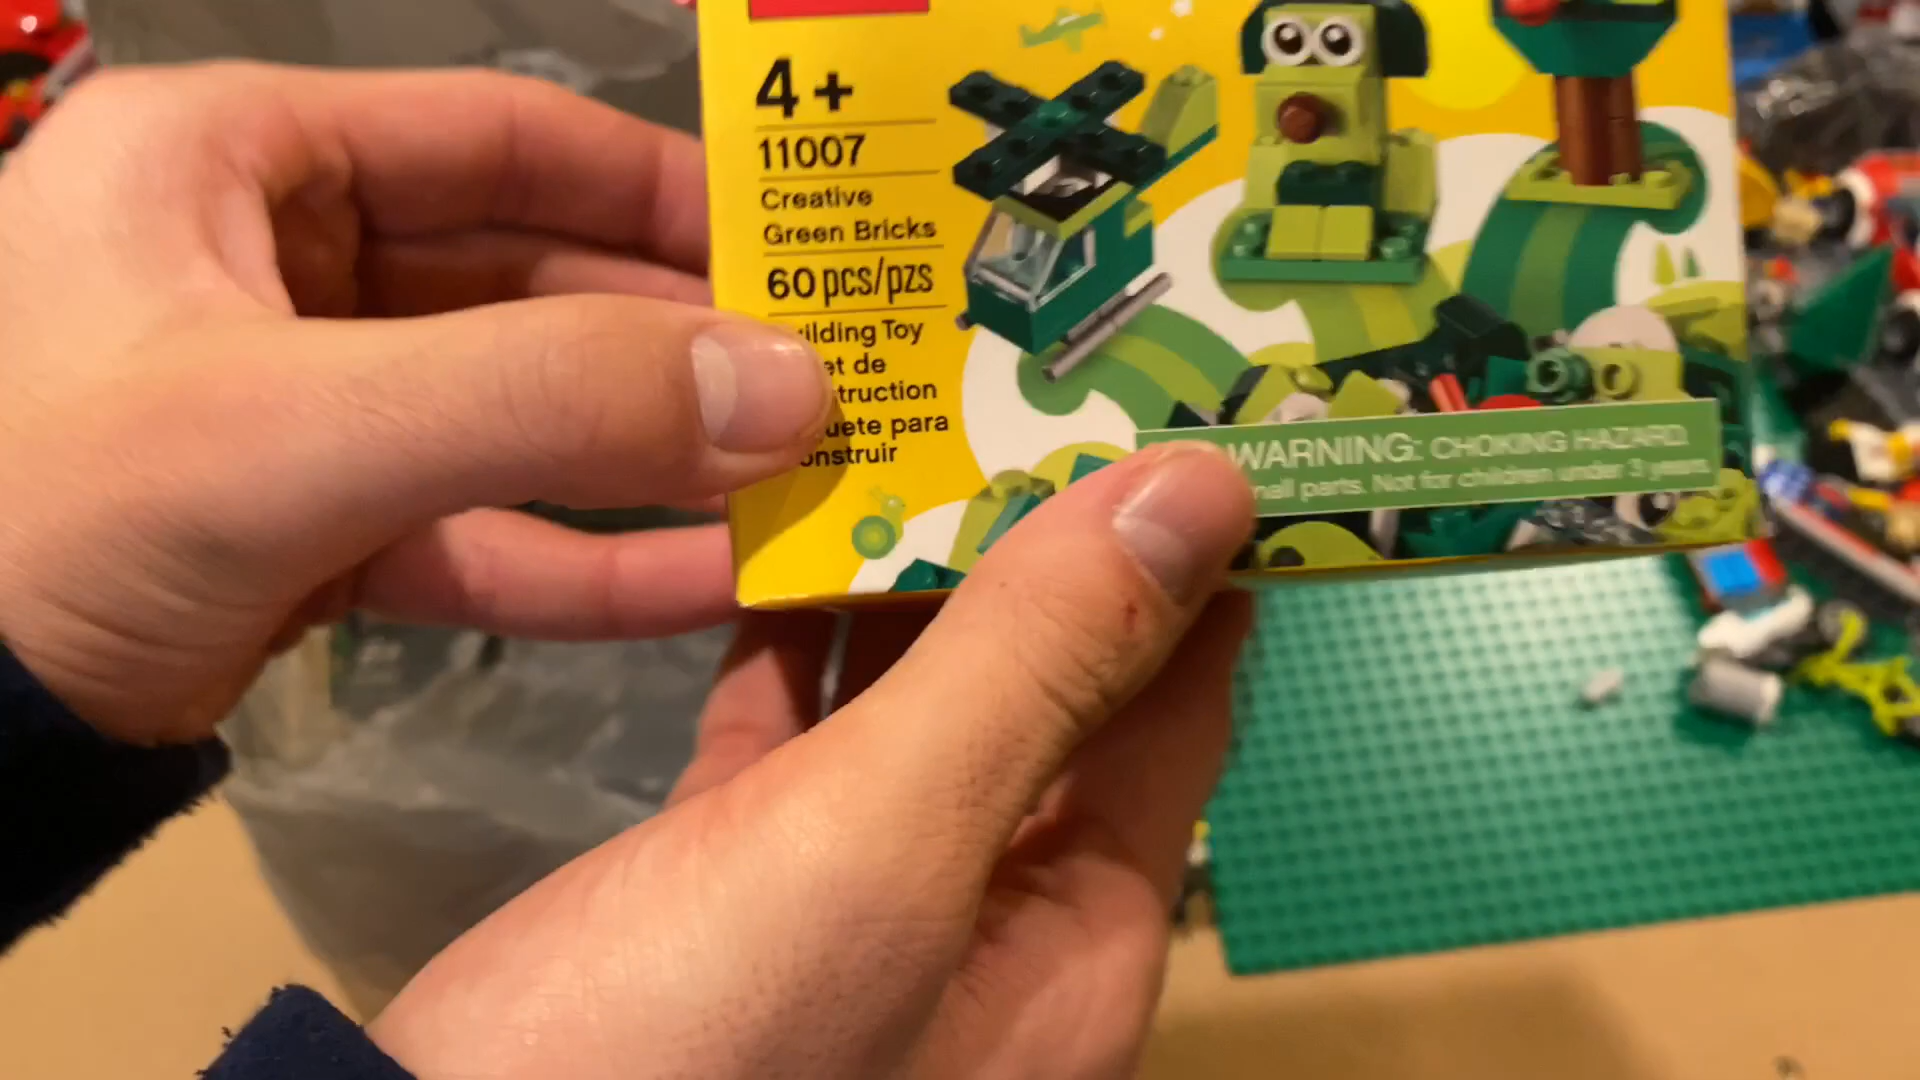 4+
11007
Creative
Green Bricks
60 pcs/pzs
ilding Toy
et de
truction
uete para
onstruir
WARNING: CHOKING HAZARD.
mall parts. Not for children under 3 years.